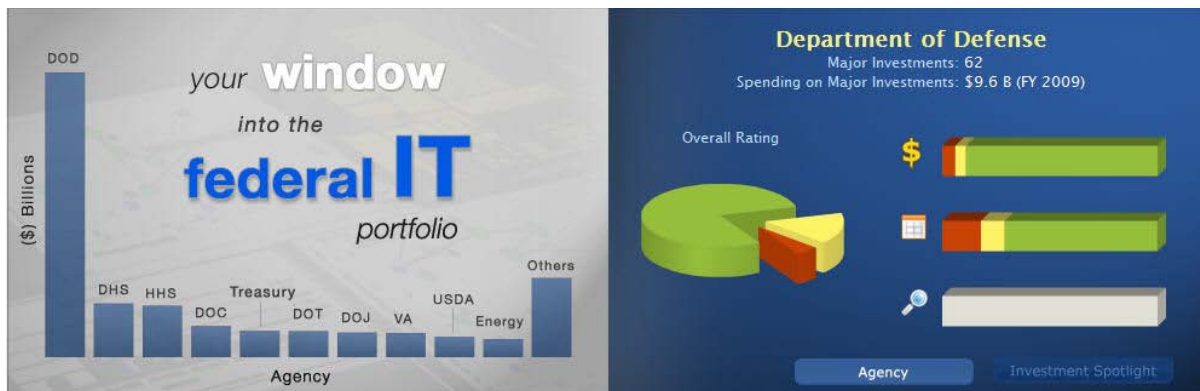 your window
into the
federal IT
portfolio
($) Billions
DOD
DHS
HHS
DOC
Treasury
DOT
DOJ
VA
USDA
Energy
Others
Agency
Department of Defense
Major Investments: 62
Spending on Major Investments: $9.6 B (FY 2009)
Overall Rating
$
Agency
Investment Spotlight